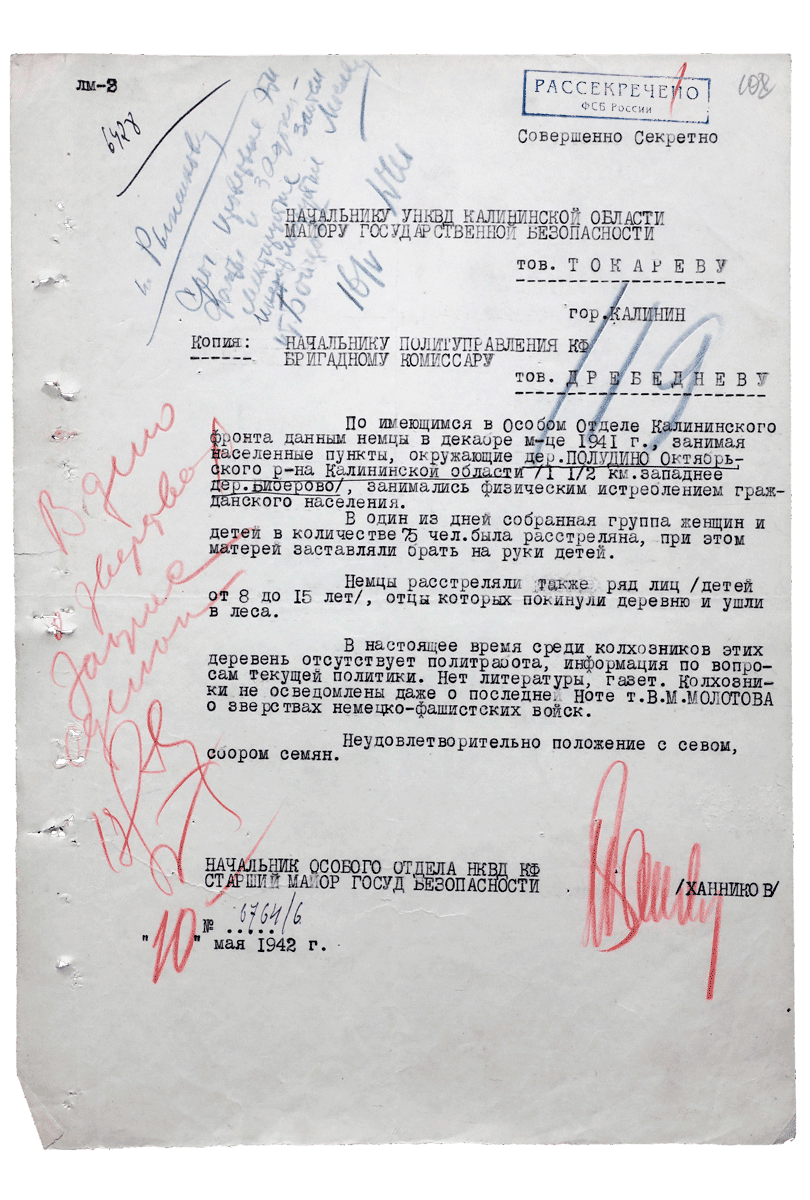 лм-3
6428
РАССЕКРЕЧЕНО
ФСБ РОССИИ
108
Совершенно Секретно
НАЧАЛЬНИКУ УНКВД КАЛИНИНСКОЙ ОБЛАСТИ
МАЙОРУ ГОСУДАРСТВЕННОЙ БЕЗОПАСНОСТИ
тов. ТОКАРЕВУ
гор.КАЛИНИН
Копия: НАЧАЛЬНИКУ ПОЛИТУПРАВЛЕНИЯ КФ
БРИГАДНОМУ КОМИССАРУ
тов. ДРЕБЕДНЕВУ
119
По имеющимся в Особом Отделе Калининского
фронта данным немцы в декабре м-це 1941 г., занимая
населенные пункты, окружающие дер.ПОЛУДИНО Октябрь-
ского р-на Калининской области /1 1/2 км.западнее
дер.Биберово/, занимались физическим истреблением граж-
данского населения.
В один из дней собранная группа женщин и
детей в количестве 75 чел.была расстреляна, при этом
матерей заставляли брать на руки детей.
Немцы расстреляли также ряд лиц /детей
от 8 до 15 лет/, отцы которых покинули деревню и ушли
в леса.
В настоящее время среди колхозников этих
деревень отсутствует политработа, информация по вопро-
сам текущей политики. Нет литературы, газет. Колхозни-
ки не осведомлены даже о последней Ноте т.В.М.МОЛОТОВА
о зверствах немецко-фашистских войск.
Неудовлетворительно положение с севом,
сбором семян.
В дело
НАЧАЛЬНИК ОСОБОГО ОТДЕЛА НКВД КФ
СТАРШИЙ МАЙОР ГОСУД БЕЗОПАСНОСТИ /ХАННИКОВ/
№ 6764/6
"10" мая 1942 г.